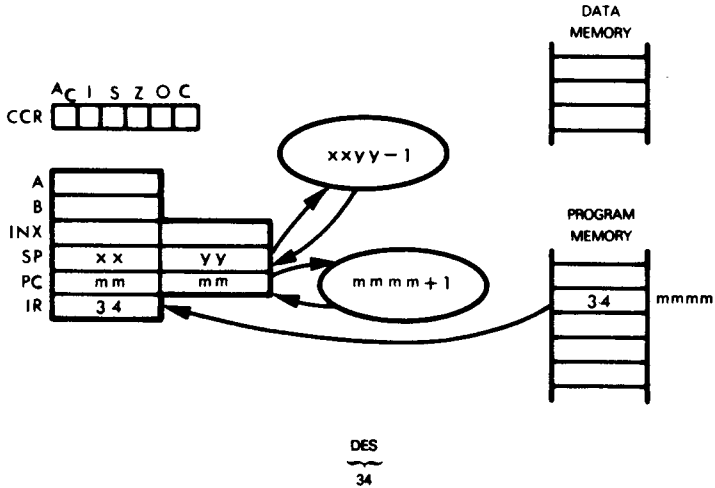 DATA
MEMORY
AC I S Z O C
CCR
xxyy-1
A
B
INX
SP xx yy
PC mm mm
IR 34
mmmm+1
PROGRAM
MEMORY
34 mmmm
DES
34